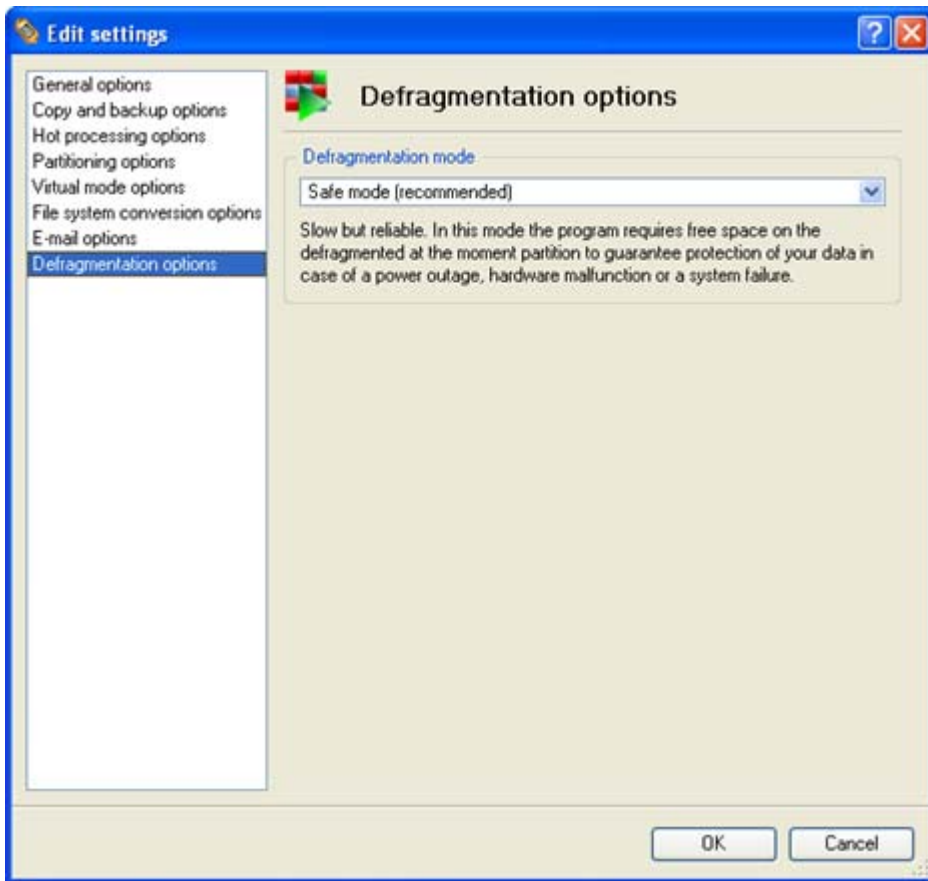 Edit settings
General options
Copy and backup options
Hot processing options
Partitioning options
Virtual mode options
File system conversion options
E-mail options
Defragmentation options
Defragmentation options
Defragmentation mode
Safe mode (recommended)
Slow but reliable. In this mode the program requires free space on the
defragmented at the moment partition to guarantee protection of your data in
case of a power outage, hardware malfunction or a system failure.
OK
Cancel